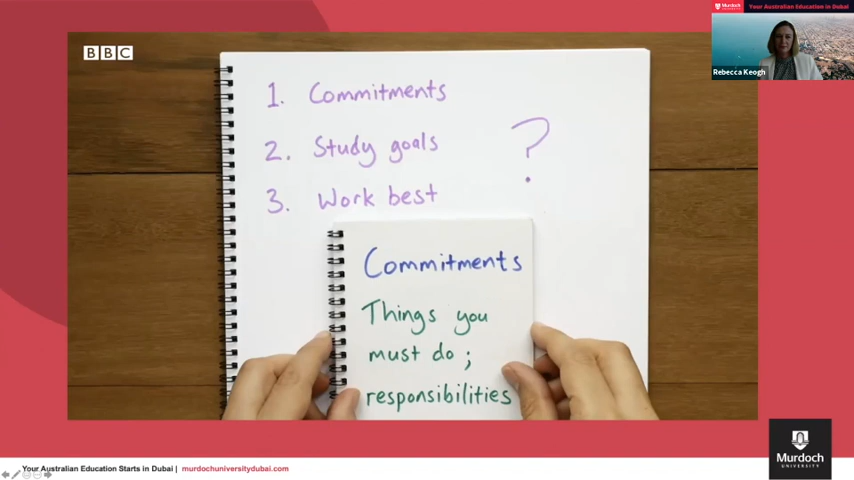 Murdoch
UNIVERSITY
Your Australian Education in Dubai
BBC
Rebecca Keogh
1. Commitments
2. Study goals
?
3. Work best
Commitments
Things you
must do;
responsibilities
Murdoch
UNIVERSITY
Your Australian Education Starts in Dubai | murdochuniversitydubai.com